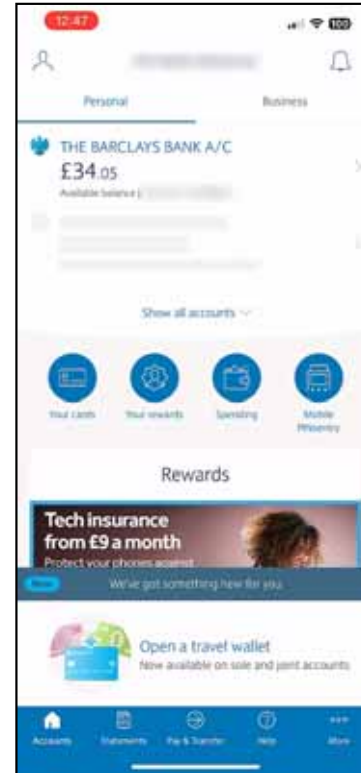 12:47
100
Personal
Business
THE BARCLAYS BANK A/C
£34.05
Available balance
Show all accounts
Your cards
Your rewards
Spending
Mobile
PINsentry
Rewards
Tech insurance
from £9 a month
Protect your phones against
We've got something new for you
Open a travel wallet
Now available on sole and joint accounts
Accounts
Statements
Pay & Transfer
Help
More